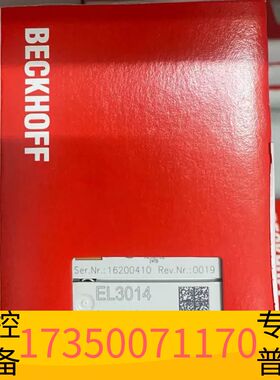 BECKHOFF
Ser.Nr.:16200410 Rev.Nr.:0019
EL3014
控
备
17350071170
专
普